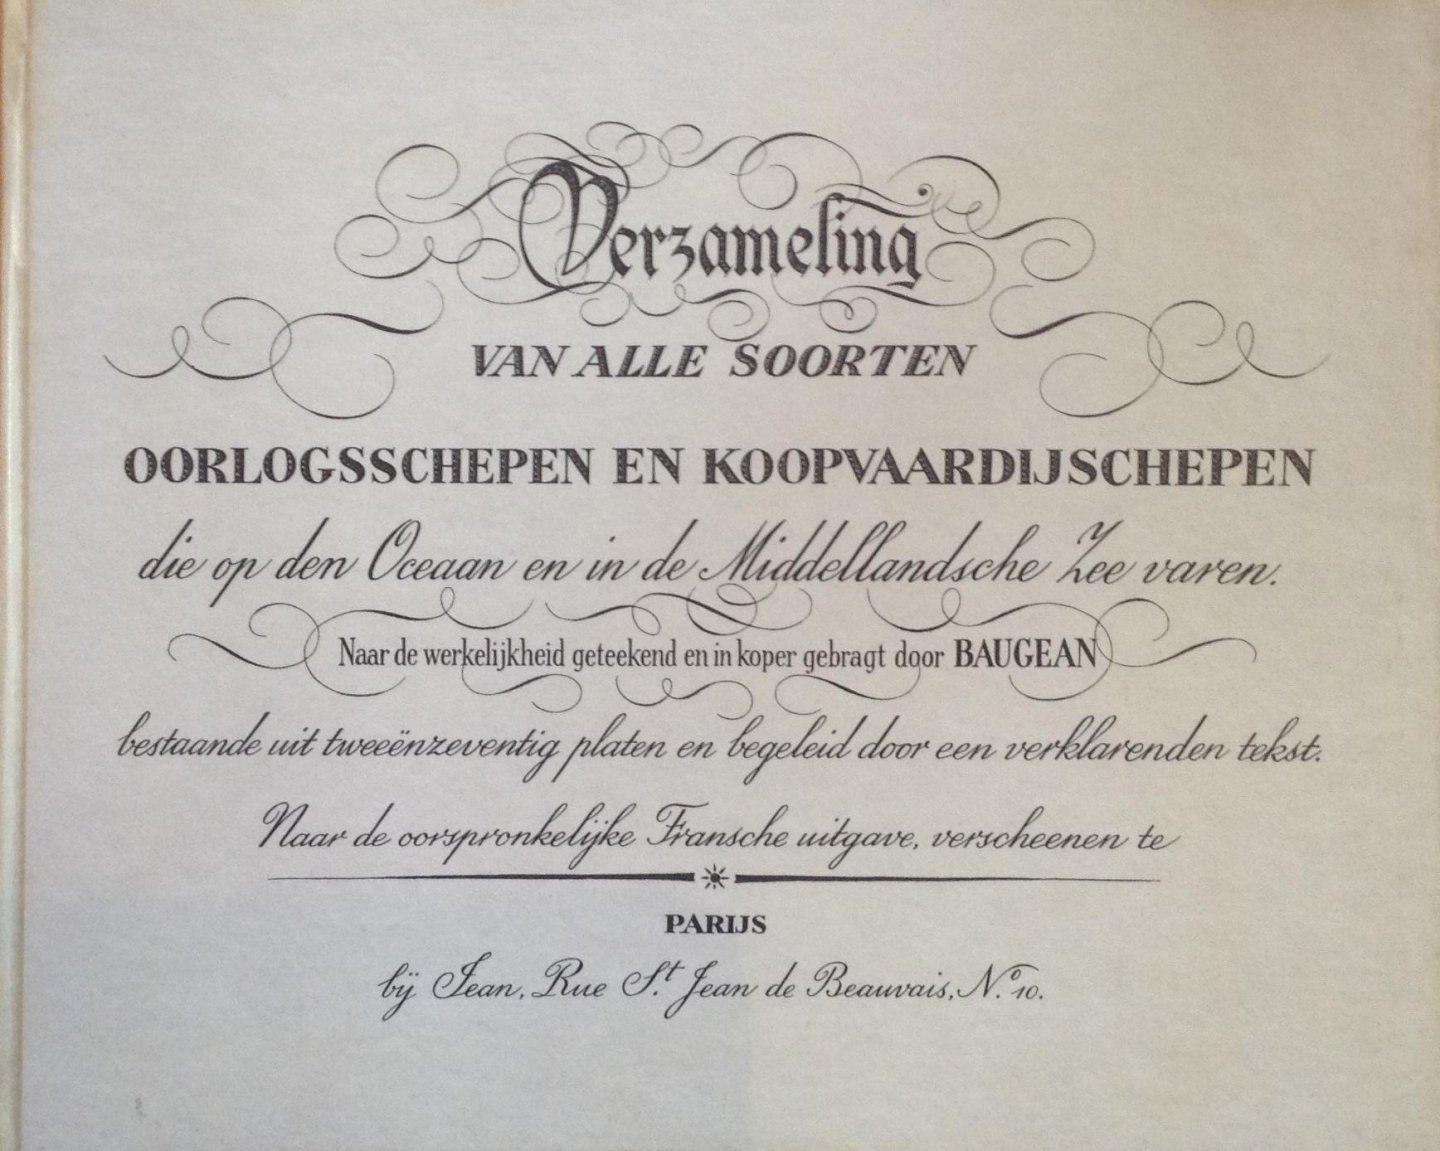 Verzameling
VAN ALLE SOORTEN
OORLOGSSCHEPEN EN KOOPVAARDIJSCHEPEN
die op den Oceaan en in de Middellandsche Zee varen.
Naar de werkelijkheid geteekend en in koper gebragt door BAUGEAN
bestaande uit tweeënzeventig platen en begeleid door een verklarenden tekst.
Naar de oorspronkelijke Fransche uitgave, verscheenen te
PARIJS
bij Jean, Rue St. Jean de Beauvais, No. 10.